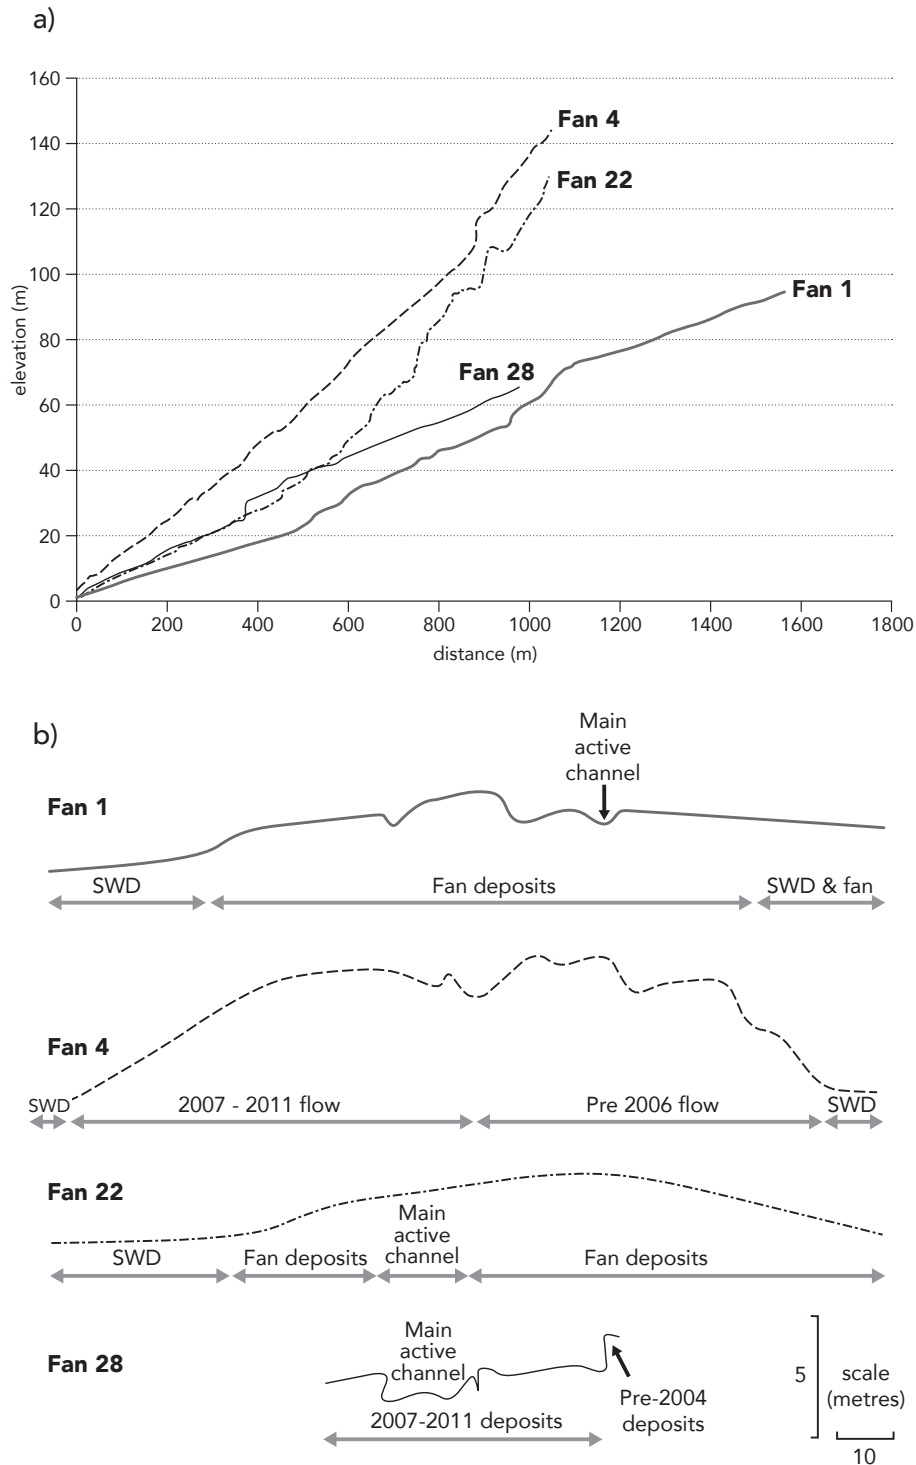 a)
160
140
120
100
80
60
40
20
0
elevation (m)
Fan 4
Fan 22
Fan 1
Fan 28
0 200 400 600 800 1000 1200 1400 1600 1800
distance (m)
b)
Main
active
channel
Fan 1
SWD Fan deposits SWD & fan
Fan 4
SWD 2007 - 2011 flow Pre 2006 flow SWD
Fan 22
Main
active
channel
SWD Fan deposits Fan deposits
Fan 28
Main
active
channel
2007-2011 deposits
Pre-2004
deposits
5
scale
(metres)
10